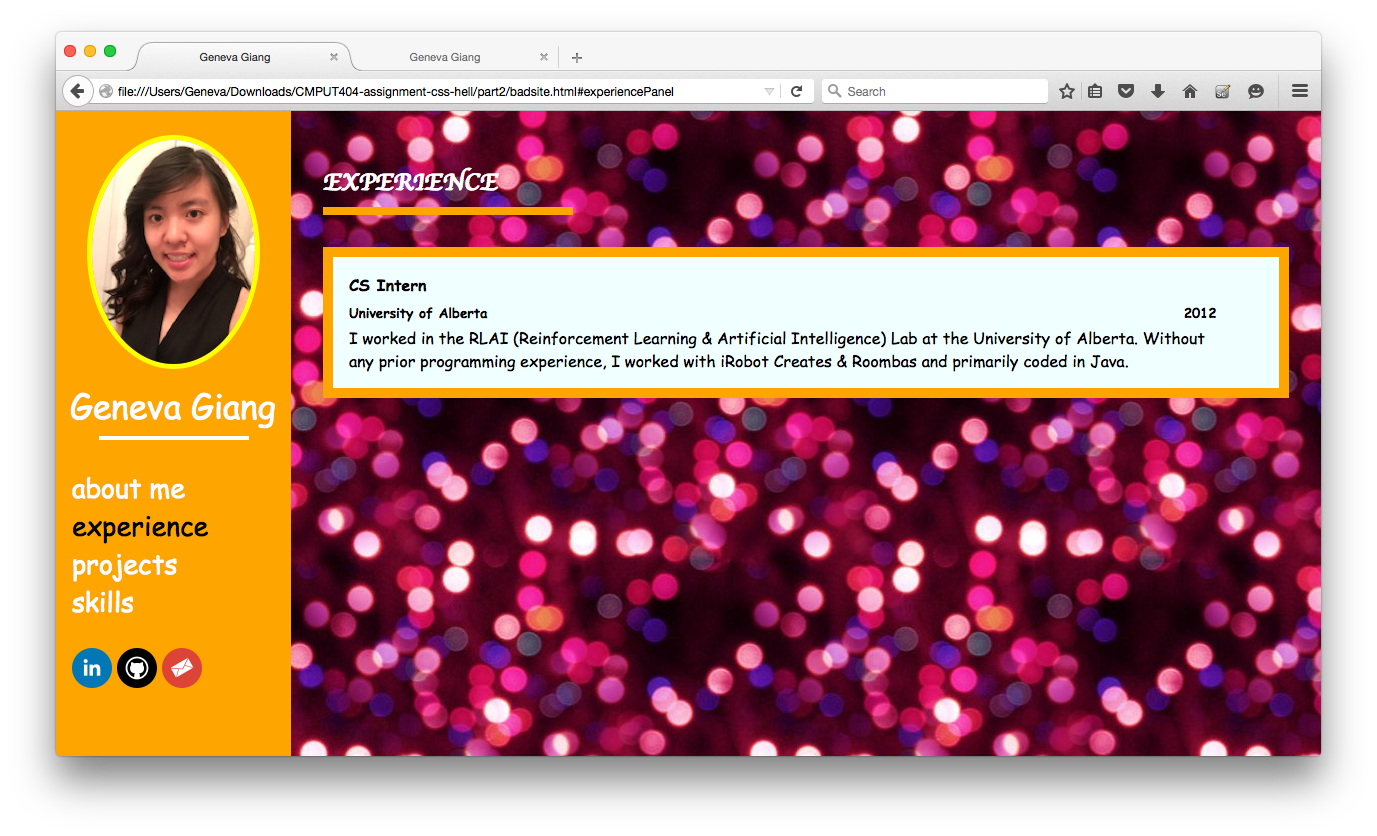 Geneva Giang
Geneva Giang
file:///Users/Geneva/Downloads/CMPUT404-assignment-css-hell/part2/badsite.html#experiencePanel
Search
Geneva Giang
about me
experience
projects
skills
in
EXPERIENCE
CS Intern
University of Alberta 2012
I worked in the RLAI (Reinforcement Learning & Artificial Intelligence) Lab at the University of Alberta. Without
any prior programming experience, I worked with iRobot Creates & Roombas and primarily coded in Java.